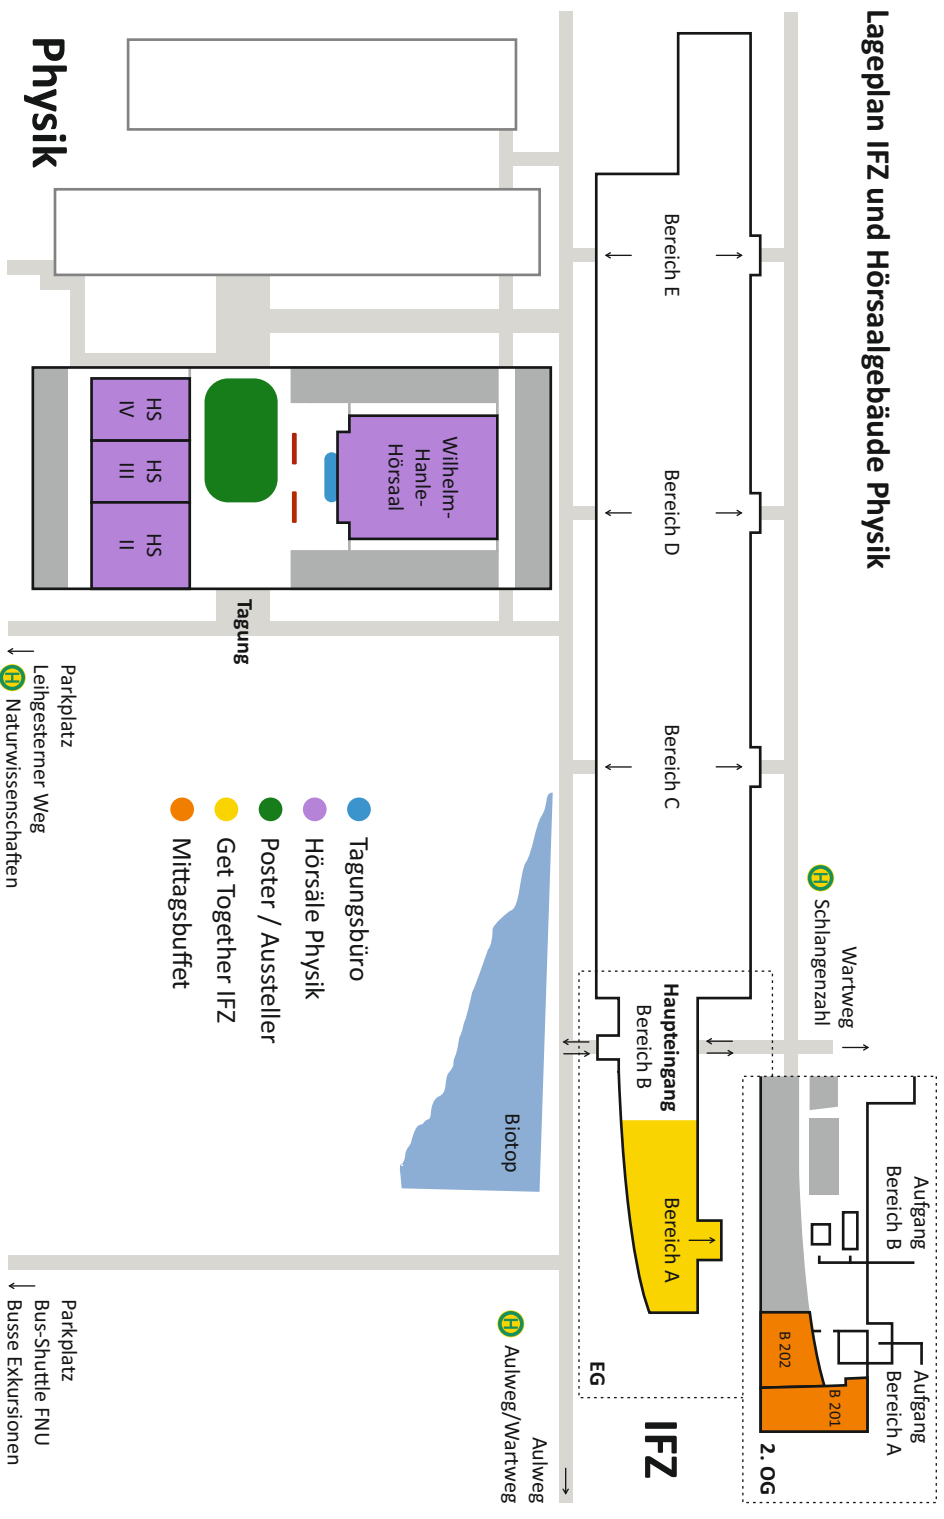 Lageplan IFZ und Hörsaalgebäude Physik
Wartweg
H Schlangenzahl
Aufgang
Bereich B
Aufgang
Bereich A
B 202
B 201
2. OG
Bereich E
Bereich D
Bereich C
Haupteingang
Bereich B
Bereich A
EG
IFZ
Physik
Wilhelm-
Hanle-
Hörsaal
HS
IV
HS
III
HS
II
Tagung
Biotop
Aulweg
H Aulweg/Wartweg
Tagungsbüro
Hörsäle Physik
Poster / Aussteller
Get Together IFZ
Mittagsbuffet
Parkplatz
Leihgesterner Weg
H Naturwissenschaften
Parkplatz
Bus-Shuttle FNU
Busse Exkursionen